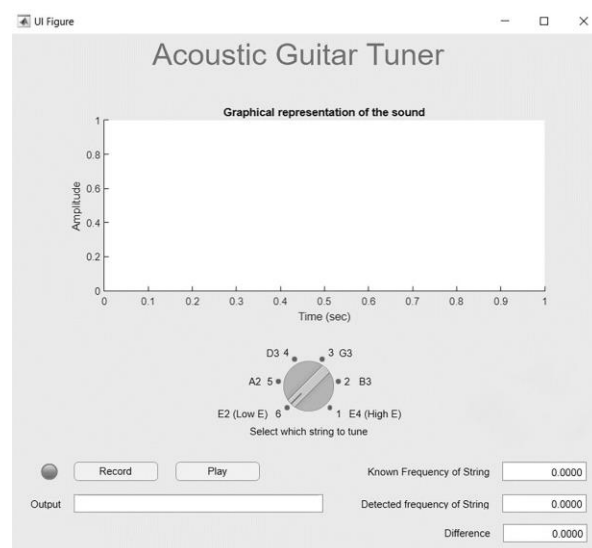 UI Figure
Acoustic Guitar Tuner
Graphical representation of the sound
1
0.8
0.6
0.4
0.2
0
Amplitude
0 0.1 0.2 0.3 0.4 0.5 0.6 0.7 0.8 0.9 1
Time (sec)
D3 4 3 G3
A2 5 2 B3
E2 (Low E) 6 1 E4 (High E)
Select which string to tune
Record Play Known Frequency of String 0.0000
Output Detected frequency of String 0.0000
Difference 0.0000